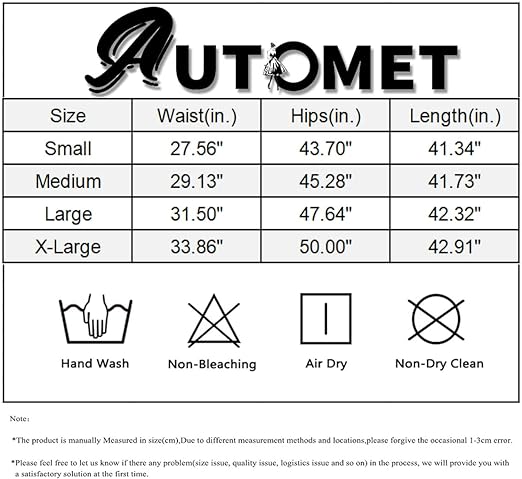 AUTOMET
Size Waist(in.) Hips(in.) Length(in.)
Small 27.56" 43.70" 41.34"
Medium 29.13" 45.28" 41.73"
Large 31.50" 47.64" 42.32"
X-Large 33.86" 50.00" 42.91"
Hand Wash Non-Bleaching Air Dry Non-Dry Clean
Note:
*The product is manually Measured in size(cm),Due to different measurement methods and locations,please forgive the occasional 1-3cm error.
*Please feel free to let us know if there any problem(size issue, quality issue, logistics issue and so on) in the process, we will provide you with
a satisfactory solution at the first time.